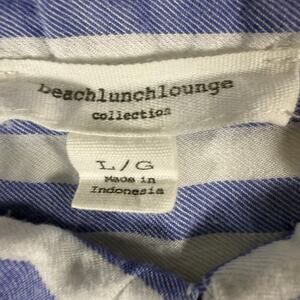 beachlunchlounge
collection
L/G
Made in
Indonesia